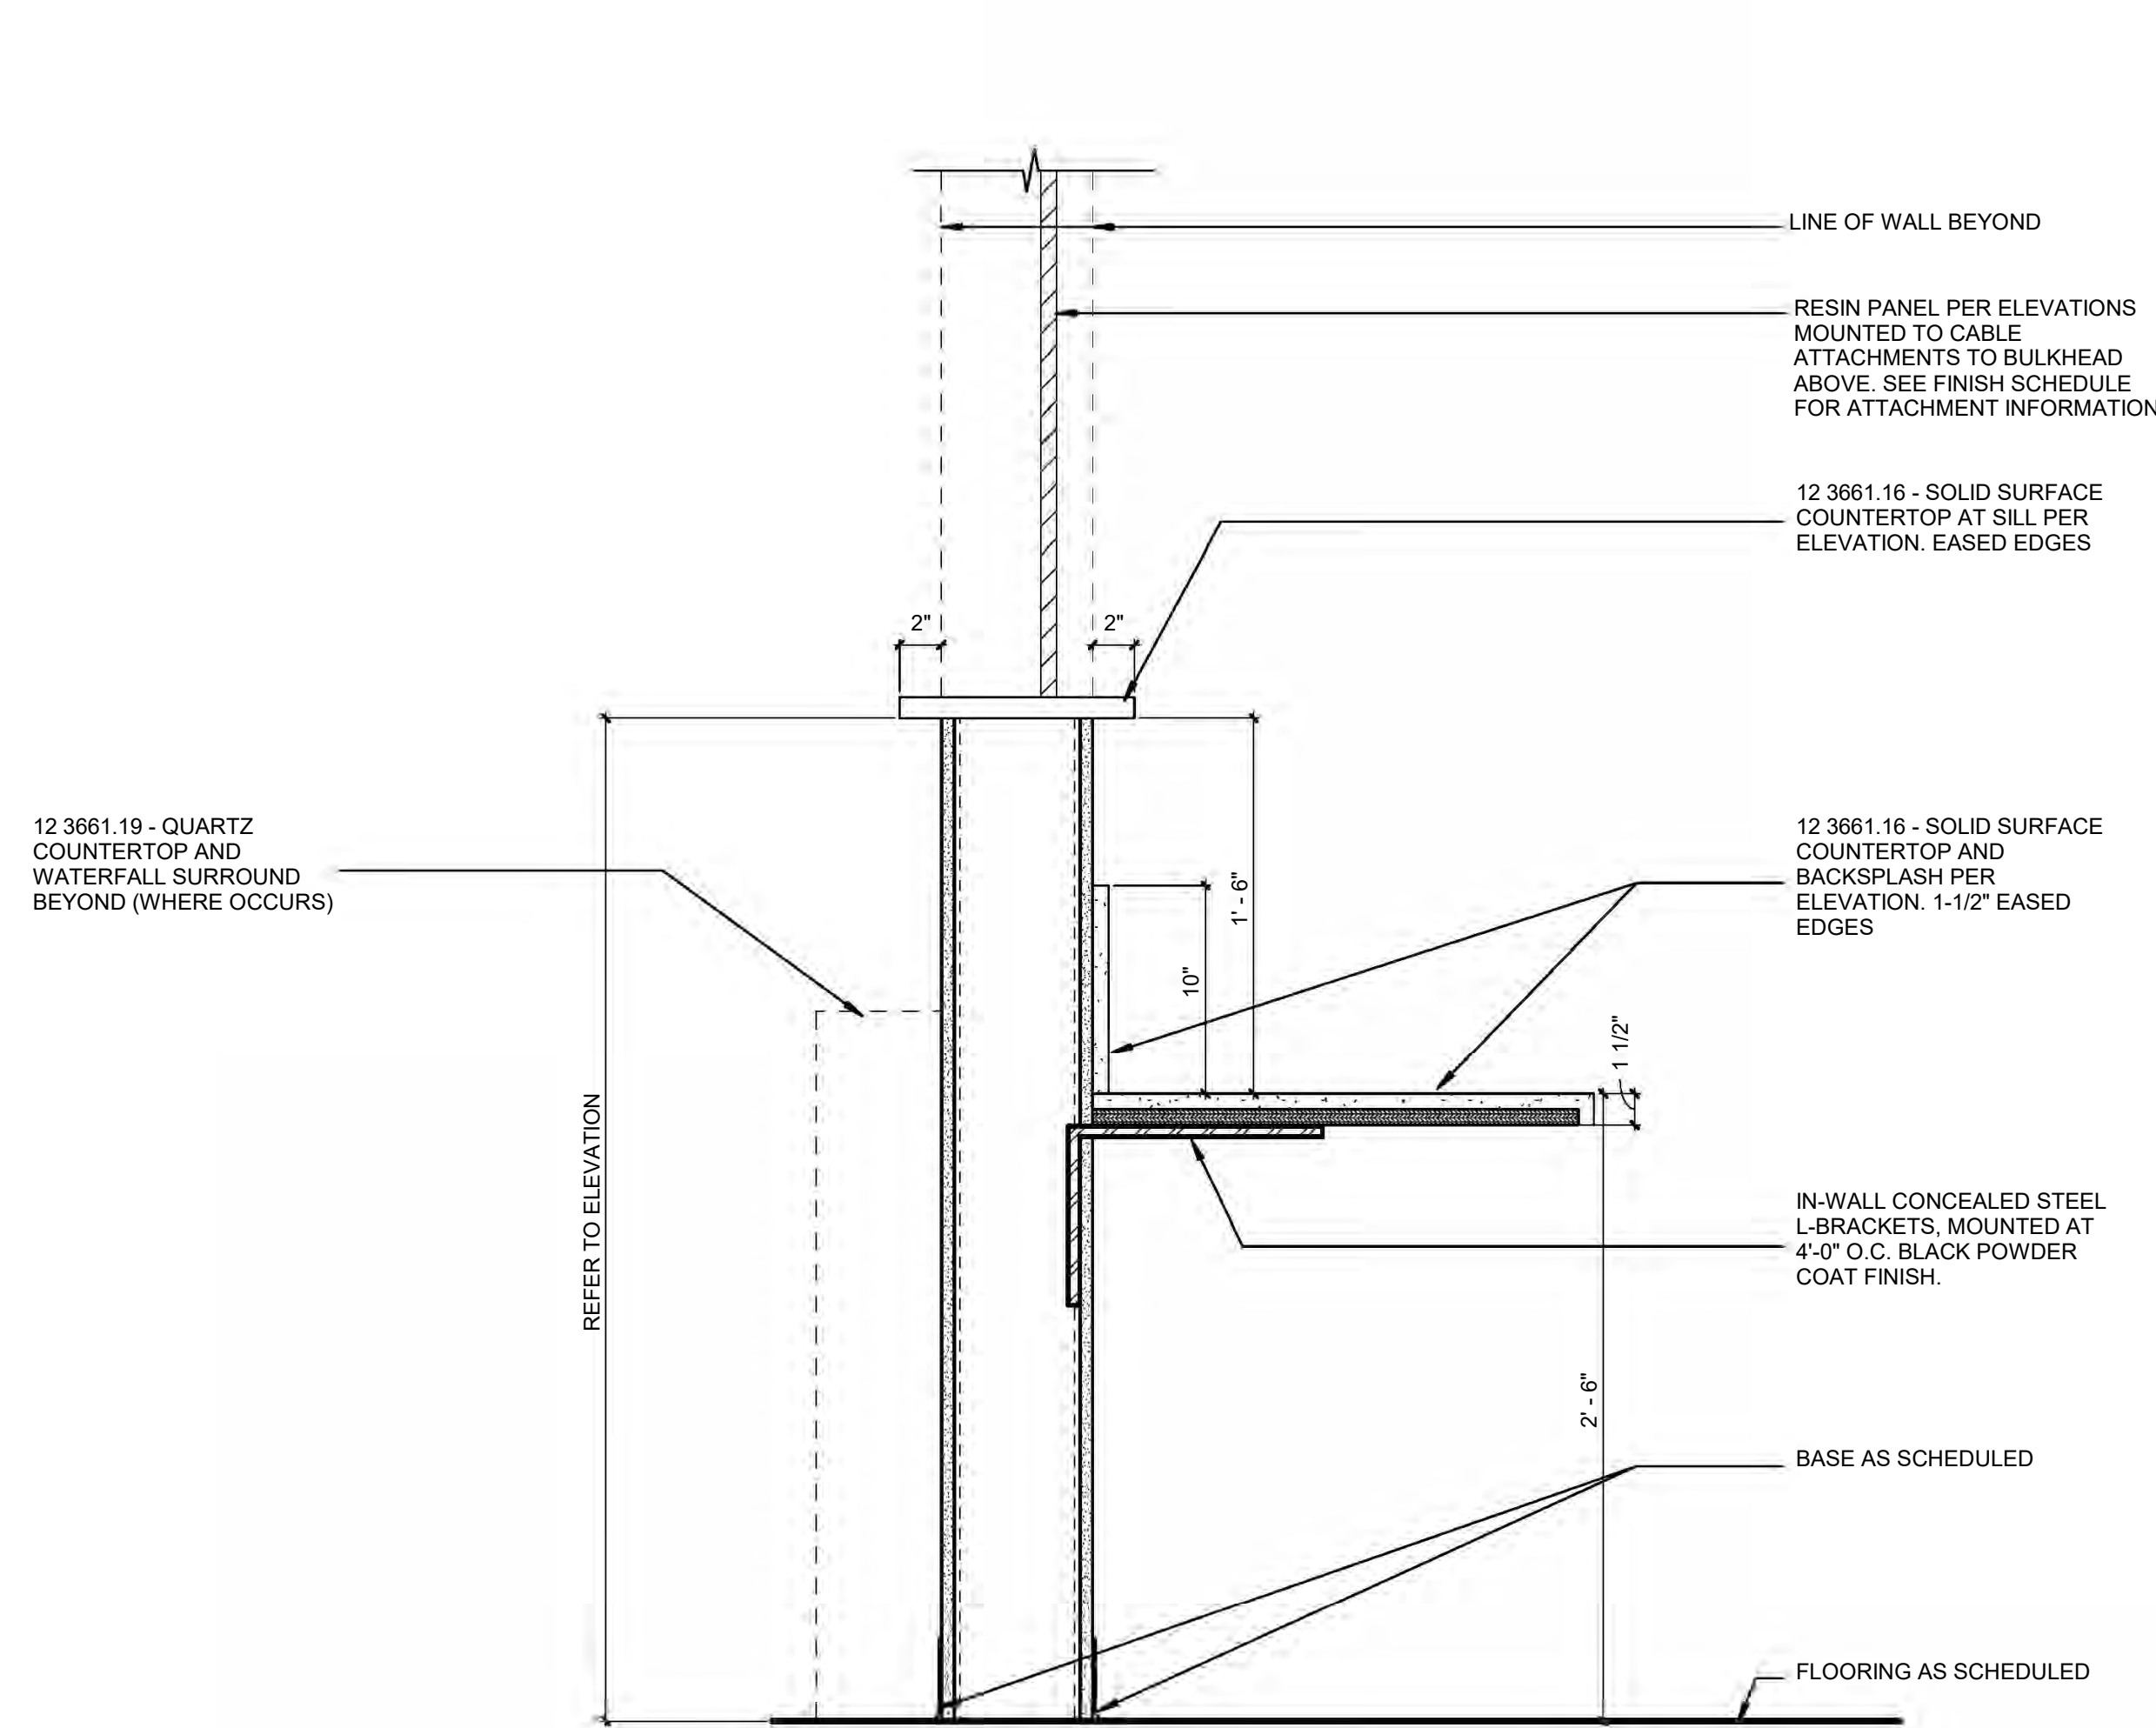 LINE OF WALL BEYOND
RESIN PANEL PER ELEVATIONS
MOUNTED TO CABLE
ATTACHMENTS TO BULKHEAD
ABOVE. SEE FINISH SCHEDULE
FOR ATTACHMENT INFORMATION
12 3661.16 - SOLID SURFACE
COUNTERTOP AT SILL PER
ELEVATION. EASED EDGES
2"
2"
12 3661.19 - QUARTZ
COUNTERTOP AND
WATERFALL SURROUND
BEYOND (WHERE OCCURS)
12 3661.16 - SOLID SURFACE
COUNTERTOP AND
BACKSPLASH PER
ELEVATION. 1-1/2" EASED
EDGES
1' - 6"
10"
1 1/2"
REFER TO ELEVATION
IN-WALL CONCEALED STEEL
L-BRACKETS, MOUNTED AT
4'-0" O.C. BLACK POWDER
COAT FINISH.
2' - 6"
BASE AS SCHEDULED
FLOORING AS SCHEDULED